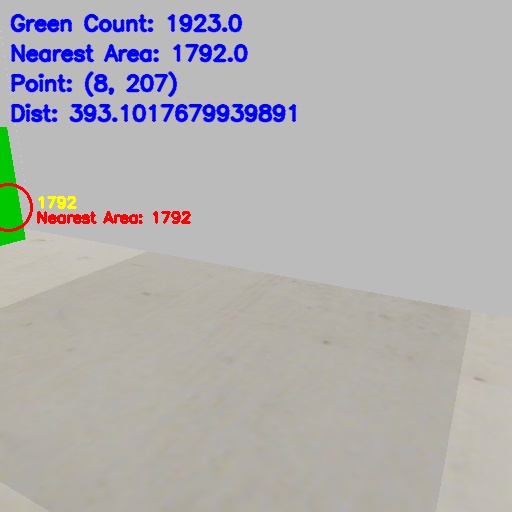 Green Count: 1923.0
Nearest Area: 1792.0
Point: (8, 207)
Dist: 393.1017679939891
1792
Nearest Area: 1792